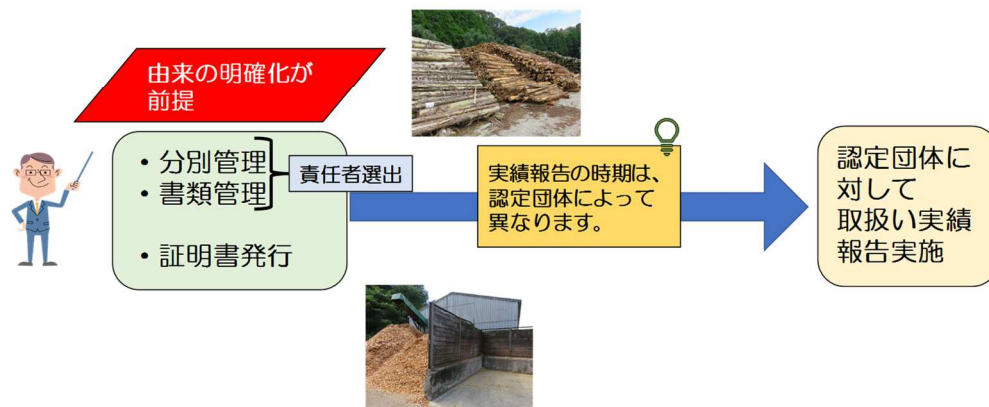 由来の明確化が
前提
・分別管理
・書類管理
責任者選出
・証明書発行
実績報告の時期は、
認定団体によって
異なります。
認定団体に
対して
取扱い実績
報告実施